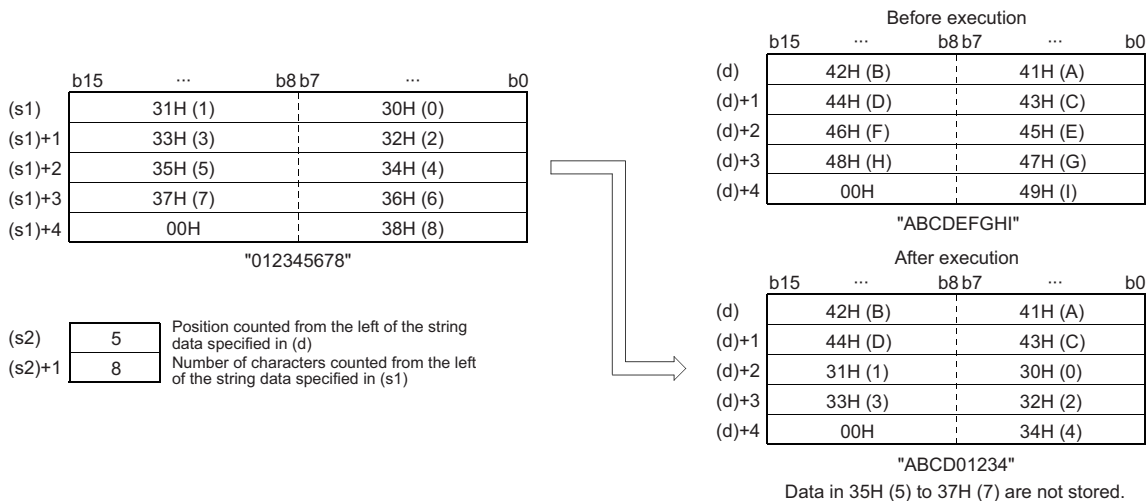 b15 ··· b8 b7 ··· b0
(s1) 31H (1) 30H (0)
(s1)+1 33H (3) 32H (2)
(s1)+2 35H (5) 34H (4)
(s1)+3 37H (7) 36H (6)
(s1)+4 00H 38H (8)
"012345678"
(s2) 5 Position counted from the left of the string
data specified in (d)
(s2)+1 8 Number of characters counted from the left
of the string data specified in (s1)
Before execution
b15 ··· b8 b7 ··· b0
(d) 42H (B) 41H (A)
(d)+1 44H (D) 43H (C)
(d)+2 46H (F) 45H (E)
(d)+3 48H (H) 47H (G)
(d)+4 00H 49H (I)
"ABCDEFGHI"
After execution
b15 ··· b8 b7 ··· b0
(d) 42H (B) 41H (A)
(d)+1 44H (D) 43H (C)
(d)+2 31H (1) 30H (0)
(d)+3 33H (3) 32H (2)
(d)+4 00H 34H (4)
"ABCD01234"
Data in 35H (5) to 37H (7) are not stored.